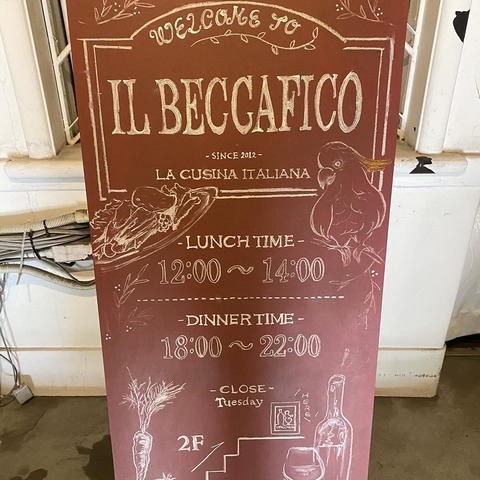 WELCOME TO
IL BECCAFICO
- SINCE 2012 -
LA CUSINA ITALIANA
- LUNCH TIME -
12:00 ~ 14:00
- DINNER TIME -
18:00 ~ 22:00
- CLOSE -
Tuesday
HERE!
2F